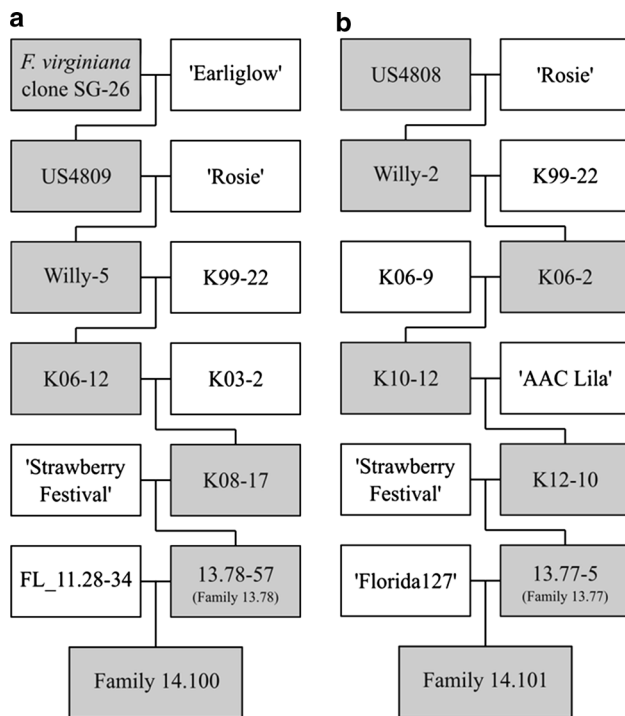 a
F. virginiana
clone SG-26
'Earliglow'
US4809
'Rosie'
Willy-5
K99-22
K06-12
K03-2
'Strawberry
Festival'
K08-17
FL_11.28-34
13.78-57
(Family 13.78)
Family 14.100
b
US4808
'Rosie'
Willy-2
K99-22
K06-9
K06-2
K10-12
'AAC Lila'
'Strawberry
Festival'
K12-10
'Florida127'
13.77-5
(Family 13.77)
Family 14.101